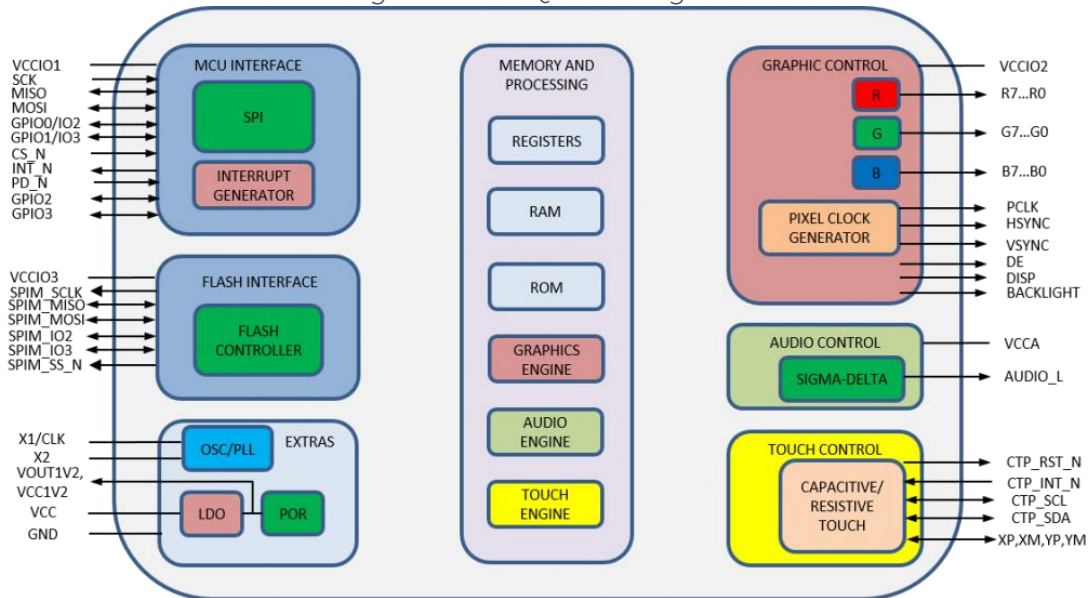 VCCIO1
SCK
MISO
MOSI
GPIO0/IO2
GPIO1/IO3
CS_N
INT_N
PD_N
GPIO2
GPIO3
MCU INTERFACE
SPI
INTERRUPT
GENERATOR
VCCIO3
SPIM_SCLK
SPIM_MISO
SPIM_MOSI
SPIM_IO2
SPIM_IO3
SPIM_SS_N
FLASH INTERFACE
FLASH
CONTROLLER
X1/CLK
X2
VOUT1V2,
VCC1V2
VCC
GND
OSC/PLL
EXTRAS
LDO
POR
MEMORY AND
PROCESSING
REGISTERS
RAM
ROM
GRAPHICS
ENGINE
AUDIO
ENGINE
TOUCH
ENGINE
GRAPHIC CONTROL
R
G
B
PIXEL CLOCK
GENERATOR
VCCIO2
R7...R0
G7...G0
B7...B0
PCLK
HSYNC
VSYNC
DE
DISP
BACKLIGHT
AUDIO CONTROL
SIGMA-DELTA
VCCA
AUDIO_L
TOUCH CONTROL
CAPACITIVE/
RESISTIVE
TOUCH
CTP_RST_N
CTP_INT_N
CTP_SCL
CTP_SDA
XP,XM,YP,YM